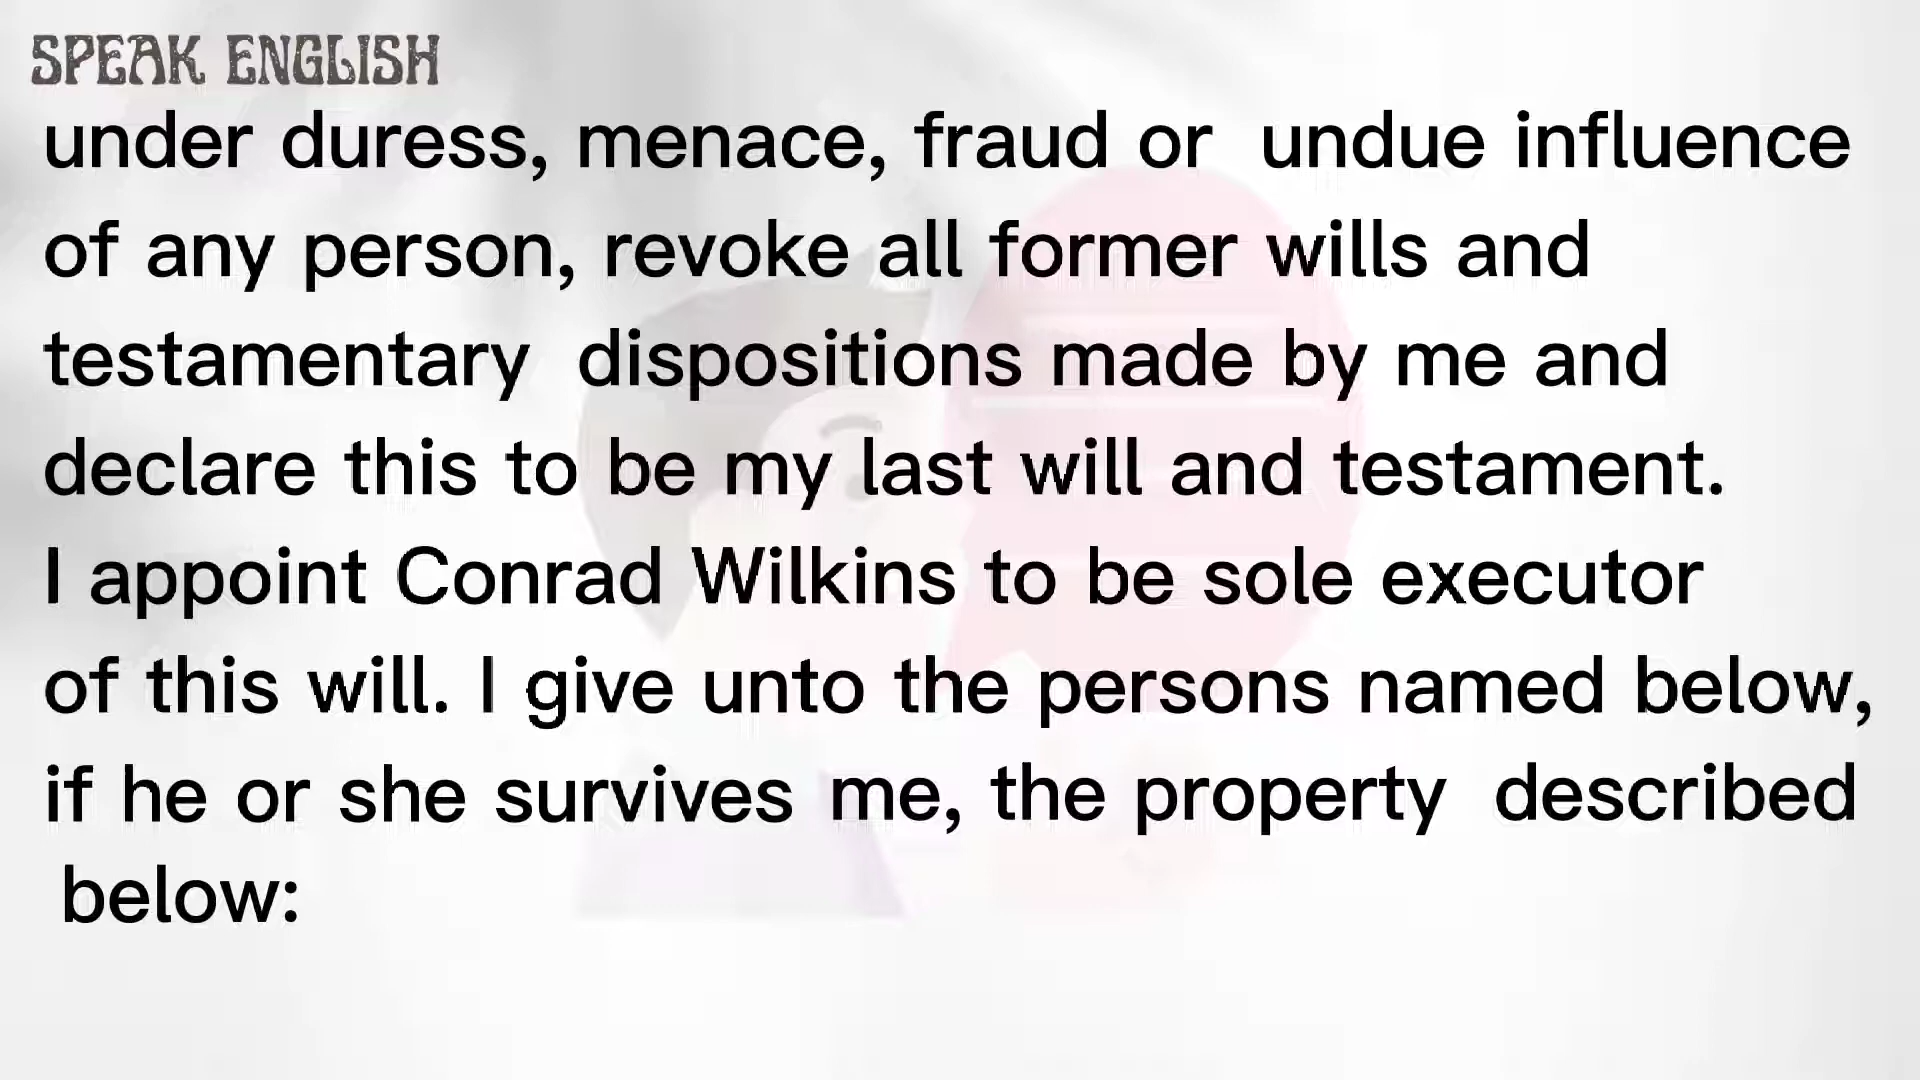 SPEAK ENGLISH
under duress, menace, fraud or undue influence
of any person, revoke all former wills and
testamentary dispositions made by me and
declare this to be my last will and testament.
I appoint Conrad Wilkins to be sole executor
of this will. I give unto the persons named below,
if he or she survives me, the property described
below: